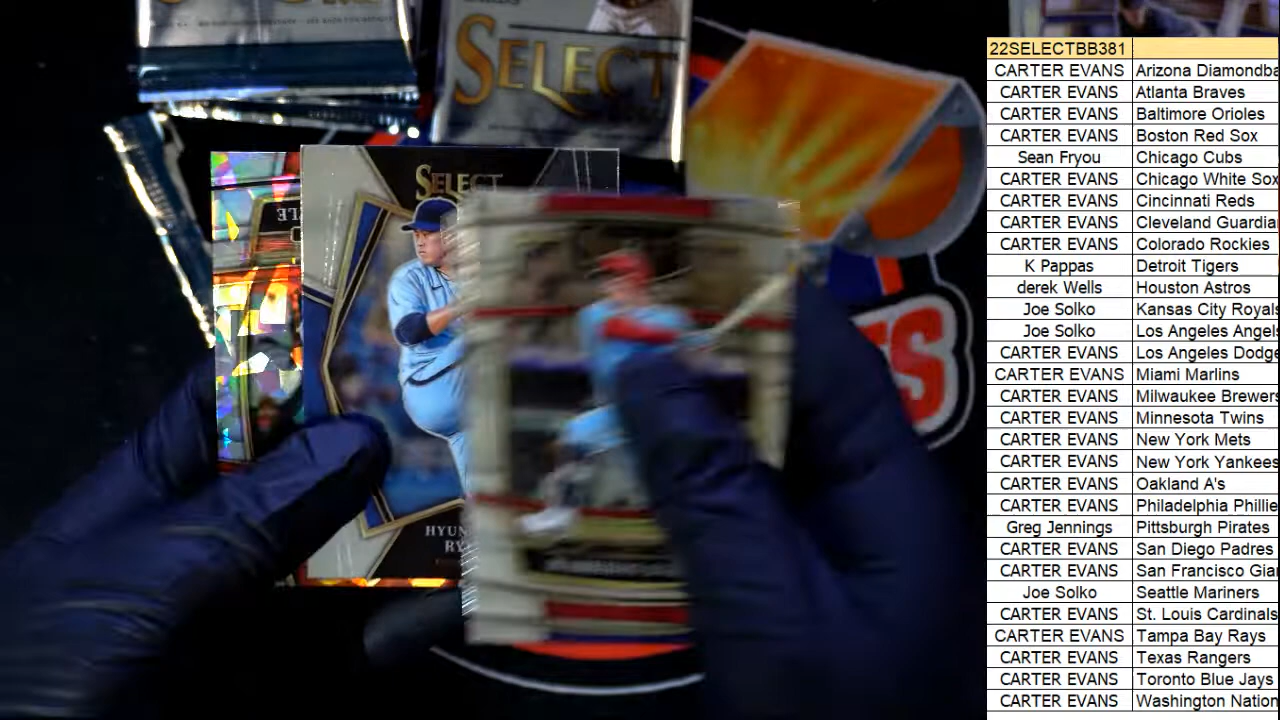 SELECT
SELECT
HYUN
RY
22SELECTBB381
CARTER EVANS Arizona Diamondba
CARTER EVANS Atlanta Braves
CARTER EVANS Baltimore Orioles
CARTER EVANS Boston Red Sox
Sean Fryou Chicago Cubs
CARTER EVANS Chicago White Sox
CARTER EVANS Cincinnati Reds
CARTER EVANS Cleveland Guardia
CARTER EVANS Colorado Rockies
K Pappas Detroit Tigers
derek Wells Houston Astros
Joe Solko Kansas City Royals
Joe Solko Los Angeles Angel
CARTER EVANS Los Angeles Dodge
CARTER EVANS Miami Marlins
CARTER EVANS Milwaukee Brewers
CARTER EVANS Minnesota Twins
CARTER EVANS New York Mets
CARTER EVANS New York Yankees
CARTER EVANS Oakland A's
CARTER EVANS Philadelphia Phillie
Greg Jennings Pittsburgh Pirates
CARTER EVANS San Diego Padres
CARTER EVANS San Francisco Gian
Joe Solko Seattle Mariners
CARTER EVANS St. Louis Cardinals
CARTER EVANS Tampa Bay Rays
CARTER EVANS Texas Rangers
CARTER EVANS Toronto Blue Jays
CARTER EVANS Washington Nation